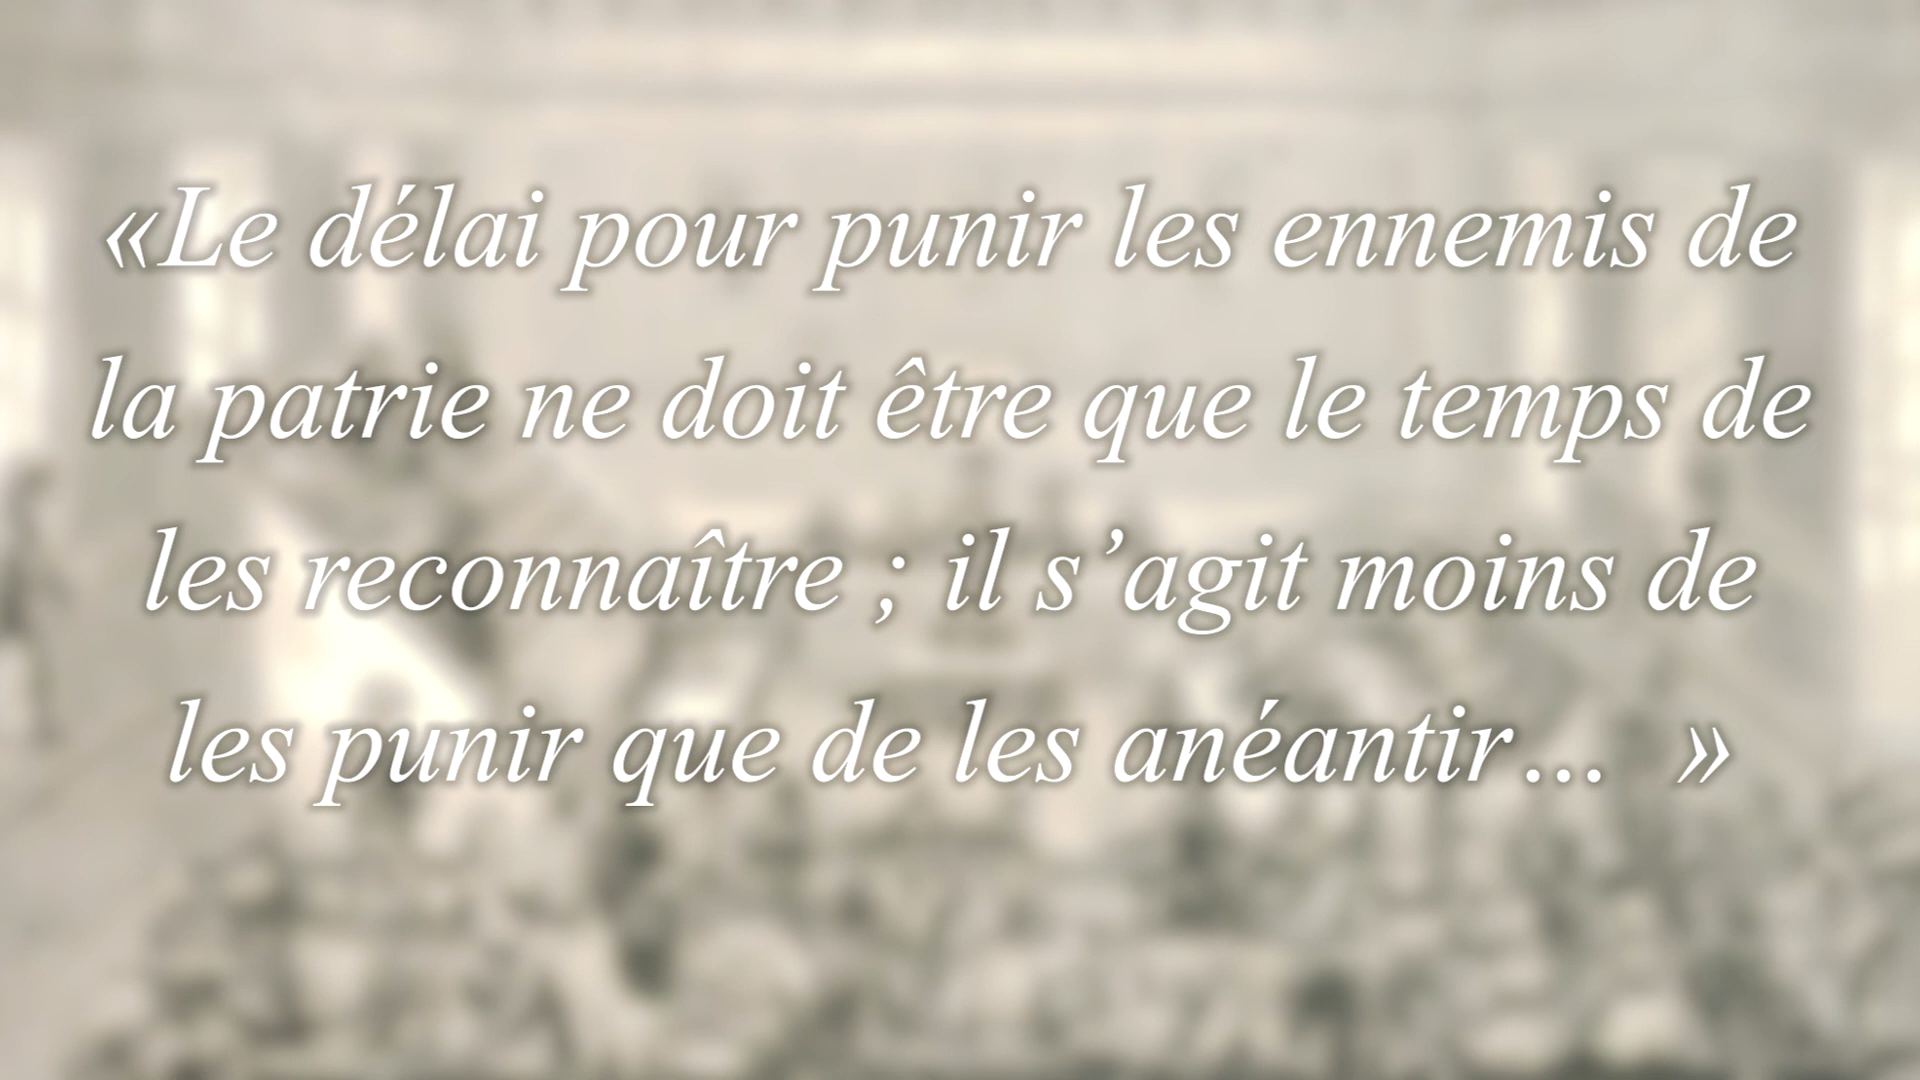 «Le délai pour punir les ennemis de
la patrie ne doit être que le temps de
les reconnaître ; il s’agit moins de
les punir que de les anéantir… »